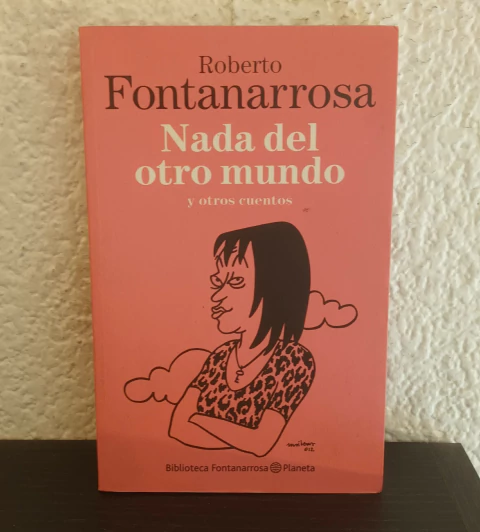 Roberto
Fontanarrosa
Nada del
otro mundo
y otros cuentos
Biblioteca Fontanarrosa Planeta